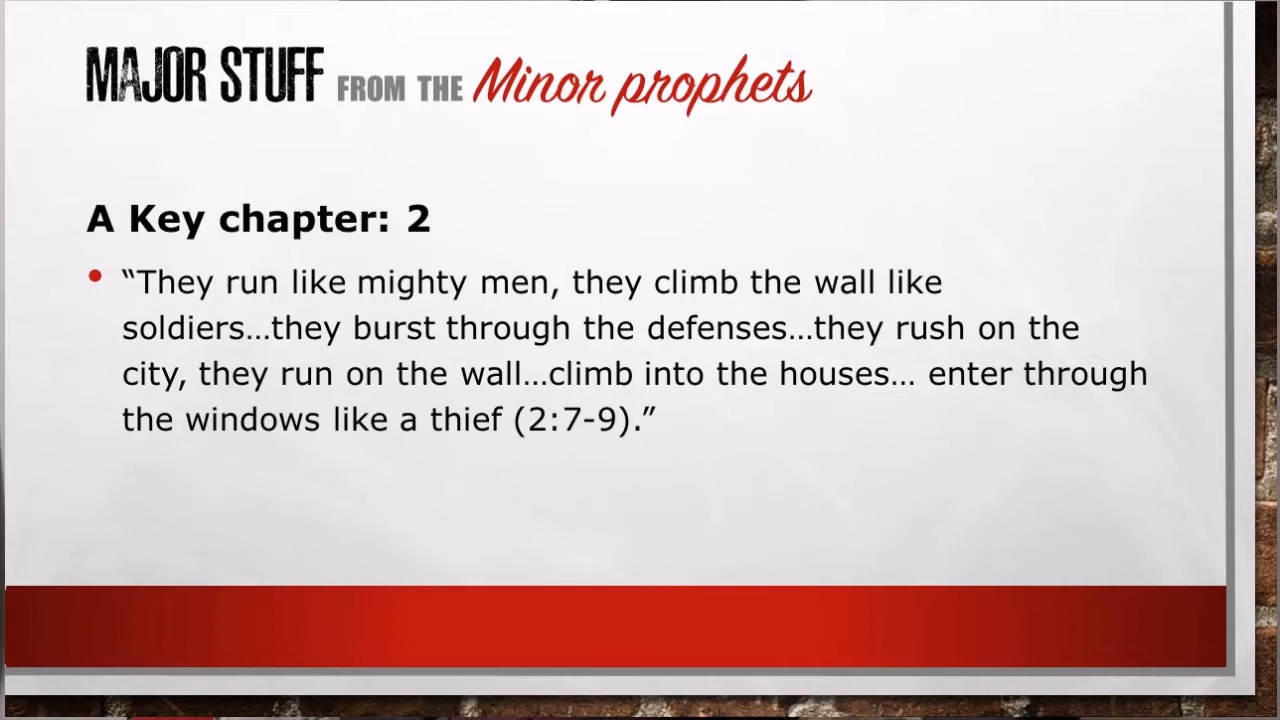 MAJOR STUFF FROM THE Minor prophets
A Key chapter: 2
• “They run like mighty men, they climb the wall like
soldiers…they burst through the defenses…they rush on the
city, they run on the wall…climb into the houses… enter through
the windows like a thief (2:7-9).”